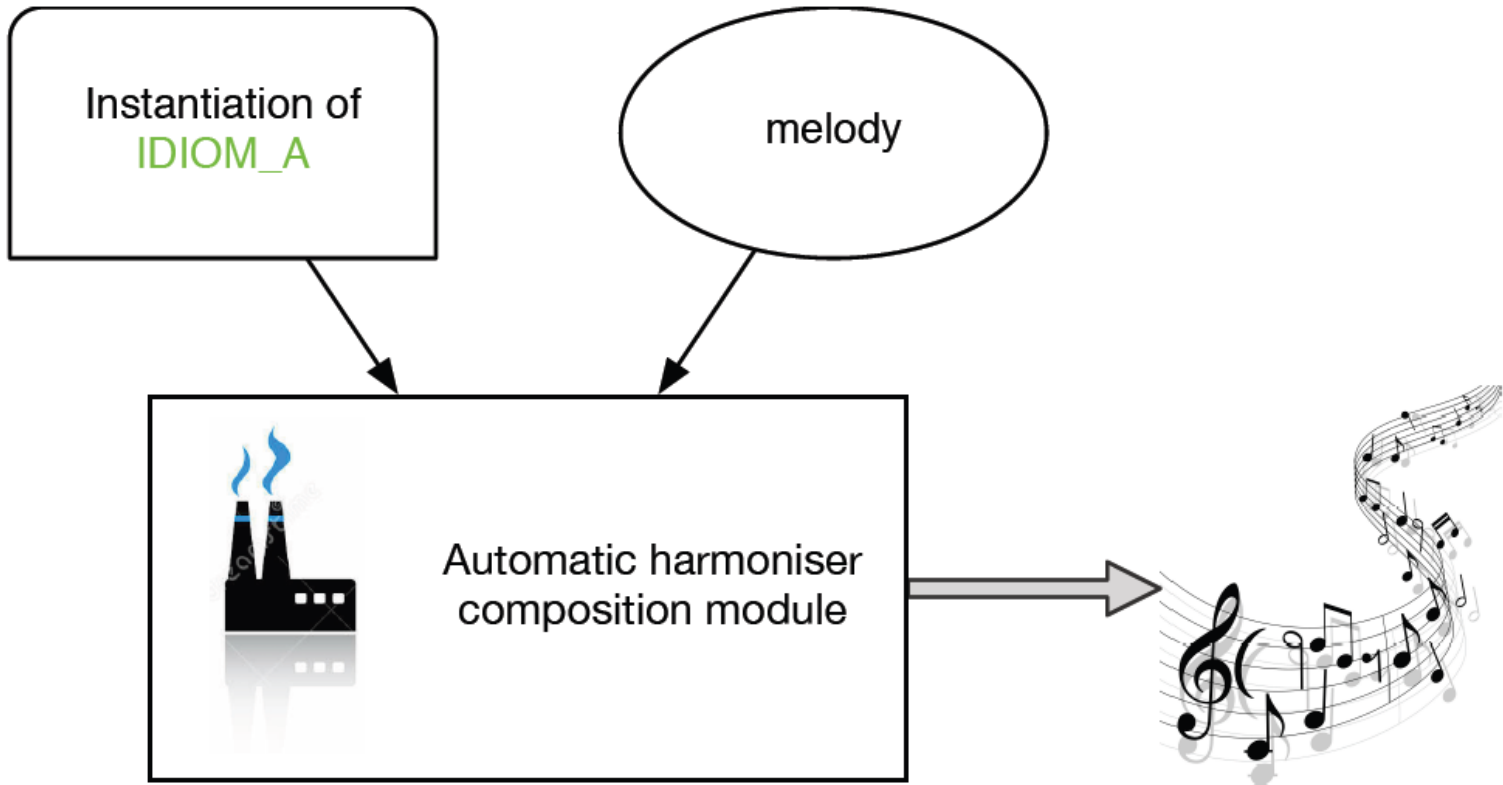 Instantiation of
IDIOM_A
melody
Automatic harmoniser
composition module